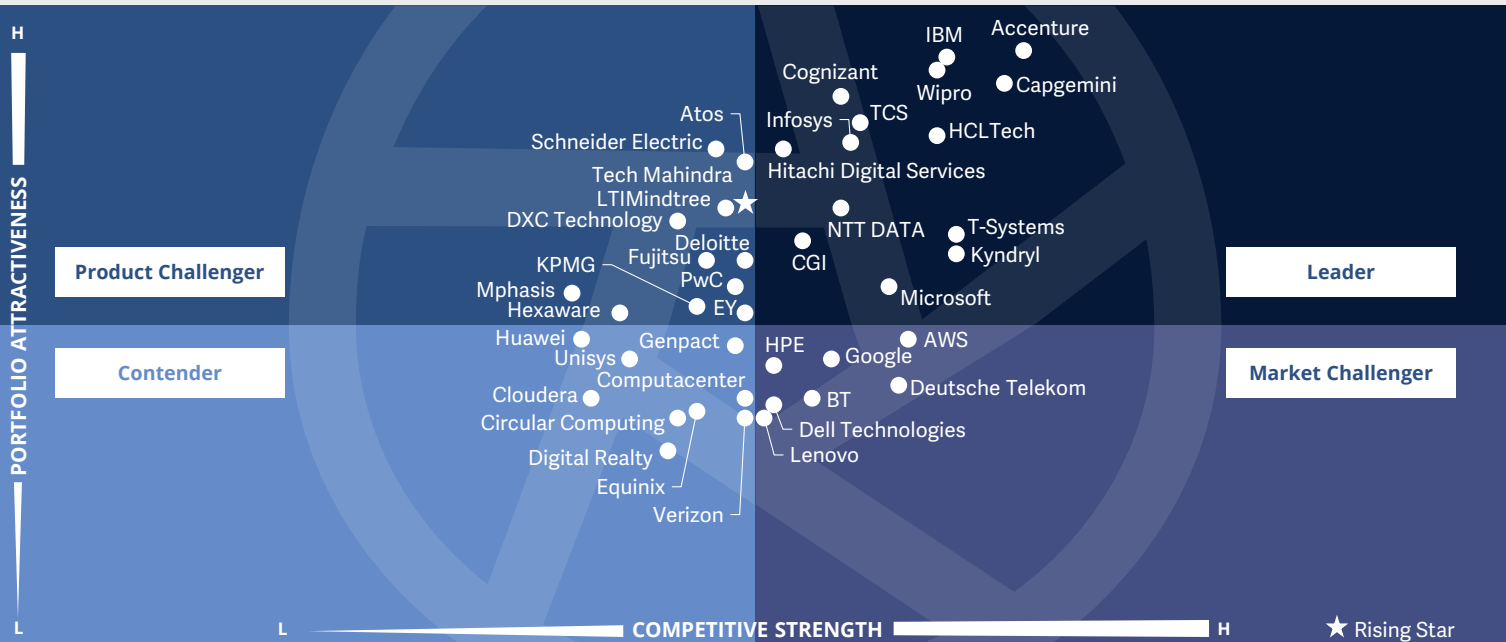 H
PORTFOLIO ATTRACTIVENESS
L
Product Challenger
Contender
Leader
Market Challenger
IBM
Accenture
Cognizant
Wipro
Capgemini
Atos
Infosys
TCS
HCLTech
Schneider Electric
Tech Mahindra
Hitachi Digital Services
LTIMindtree
DXC Technology
NTT DATA
T-Systems
Deloitte
Fujitsu
KPMG
CGI
Kyndryl
PwC
Mphasis
Microsoft
Hexaware
EY
Huawei
Genpact
HPE
AWS
Unisys
Google
Computacenter
Deutsche Telekom
Cloudera
BT
Circular Computing
Dell Technologies
Digital Realty
Lenovo
Equinix
Verizon
L
COMPETITIVE STRENGTH
H
Rising Star